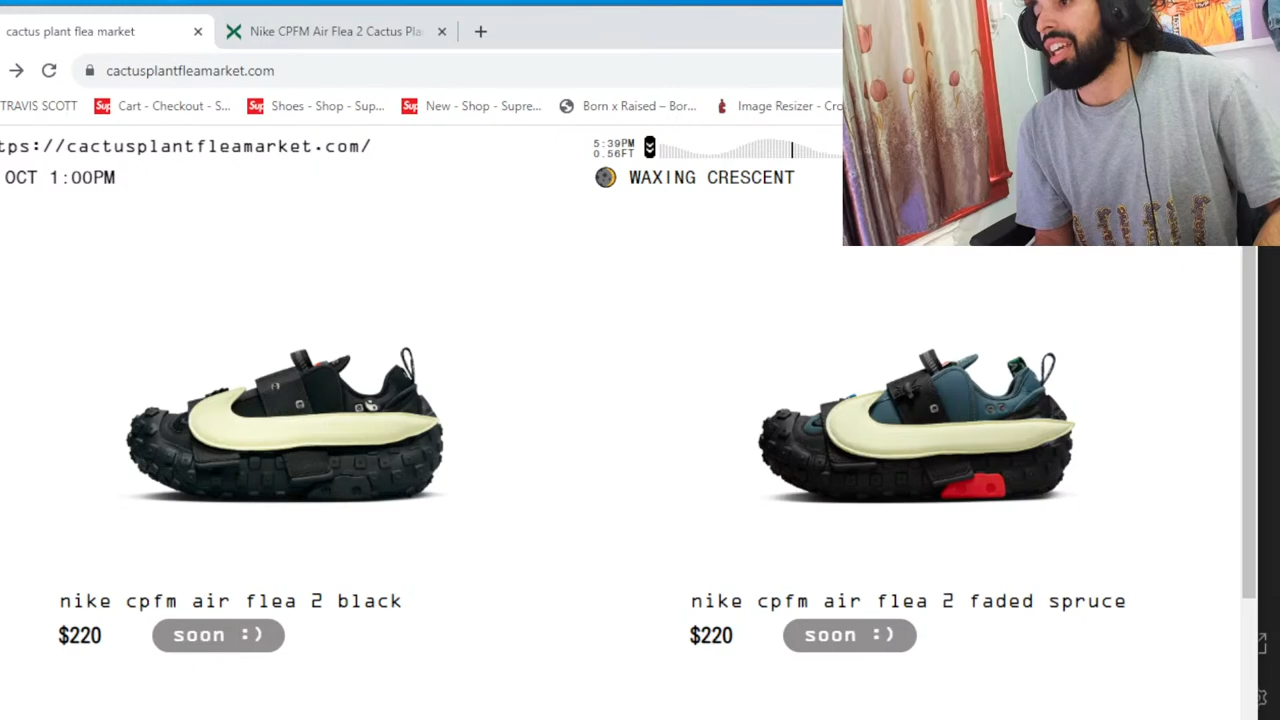 cactus plant flea market
Nike CPFM Air Flea 2 Cactus Pla
cactusplantfleamarket.com
TRAVIS SCOTT
Cart - Checkout - S...
Shoes - Shop - Sup...
New - Shop - Supre...
Born x Raised – Bor...
Image Resizer - Cro
tps://cactusplantfleamarket.com/
5:39PM
0.56FT
OCT 1:00PM
WAXING CRESCENT
nike cpfm air flea 2 black
nike cpfm air flea 2 faded spruce
$220 soon :)
$220 soon :)